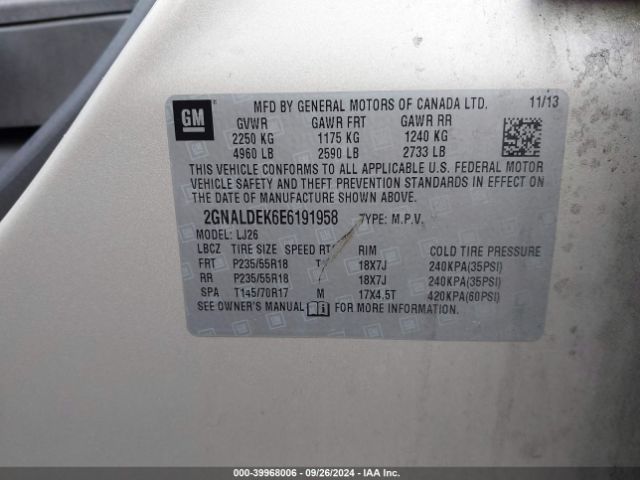 GM
MFD BY GENERAL MOTORS OF CANADA LTD. 11/13
GVWR GAWR FRT GAWR RR
2250 KG 1175 KG 1240 KG
4960 LB 2590 LB 2733 LB
THIS VEHICLE CONFORMS TO ALL APPLICABLE U.S. FEDERAL MOTOR
VEHICLE SAFETY AND THEFT PREVENTION STANDARDS IN EFFECT ON
THE DATE OF MANUFACTURE SHOWN ABOVE.
2GNALDEK6E6191958 TYPE: M.P.V.
MODEL: LJ26
LBCZ TIRE SIZE SPEED RTG RIM COLD TIRE PRESSURE
FRT P235/55R18 T 18X7J 240KPA(35PSI)
RR P235/55R18 18X7J 240KPA(35PSI)
SPA T145/70R17 M 17X4.5T 420KPA(60PSI)
SEE OWNER'S MANUAL FOR MORE INFORMATION.
000-39968006 - 09/26/2024 - IAA Inc.